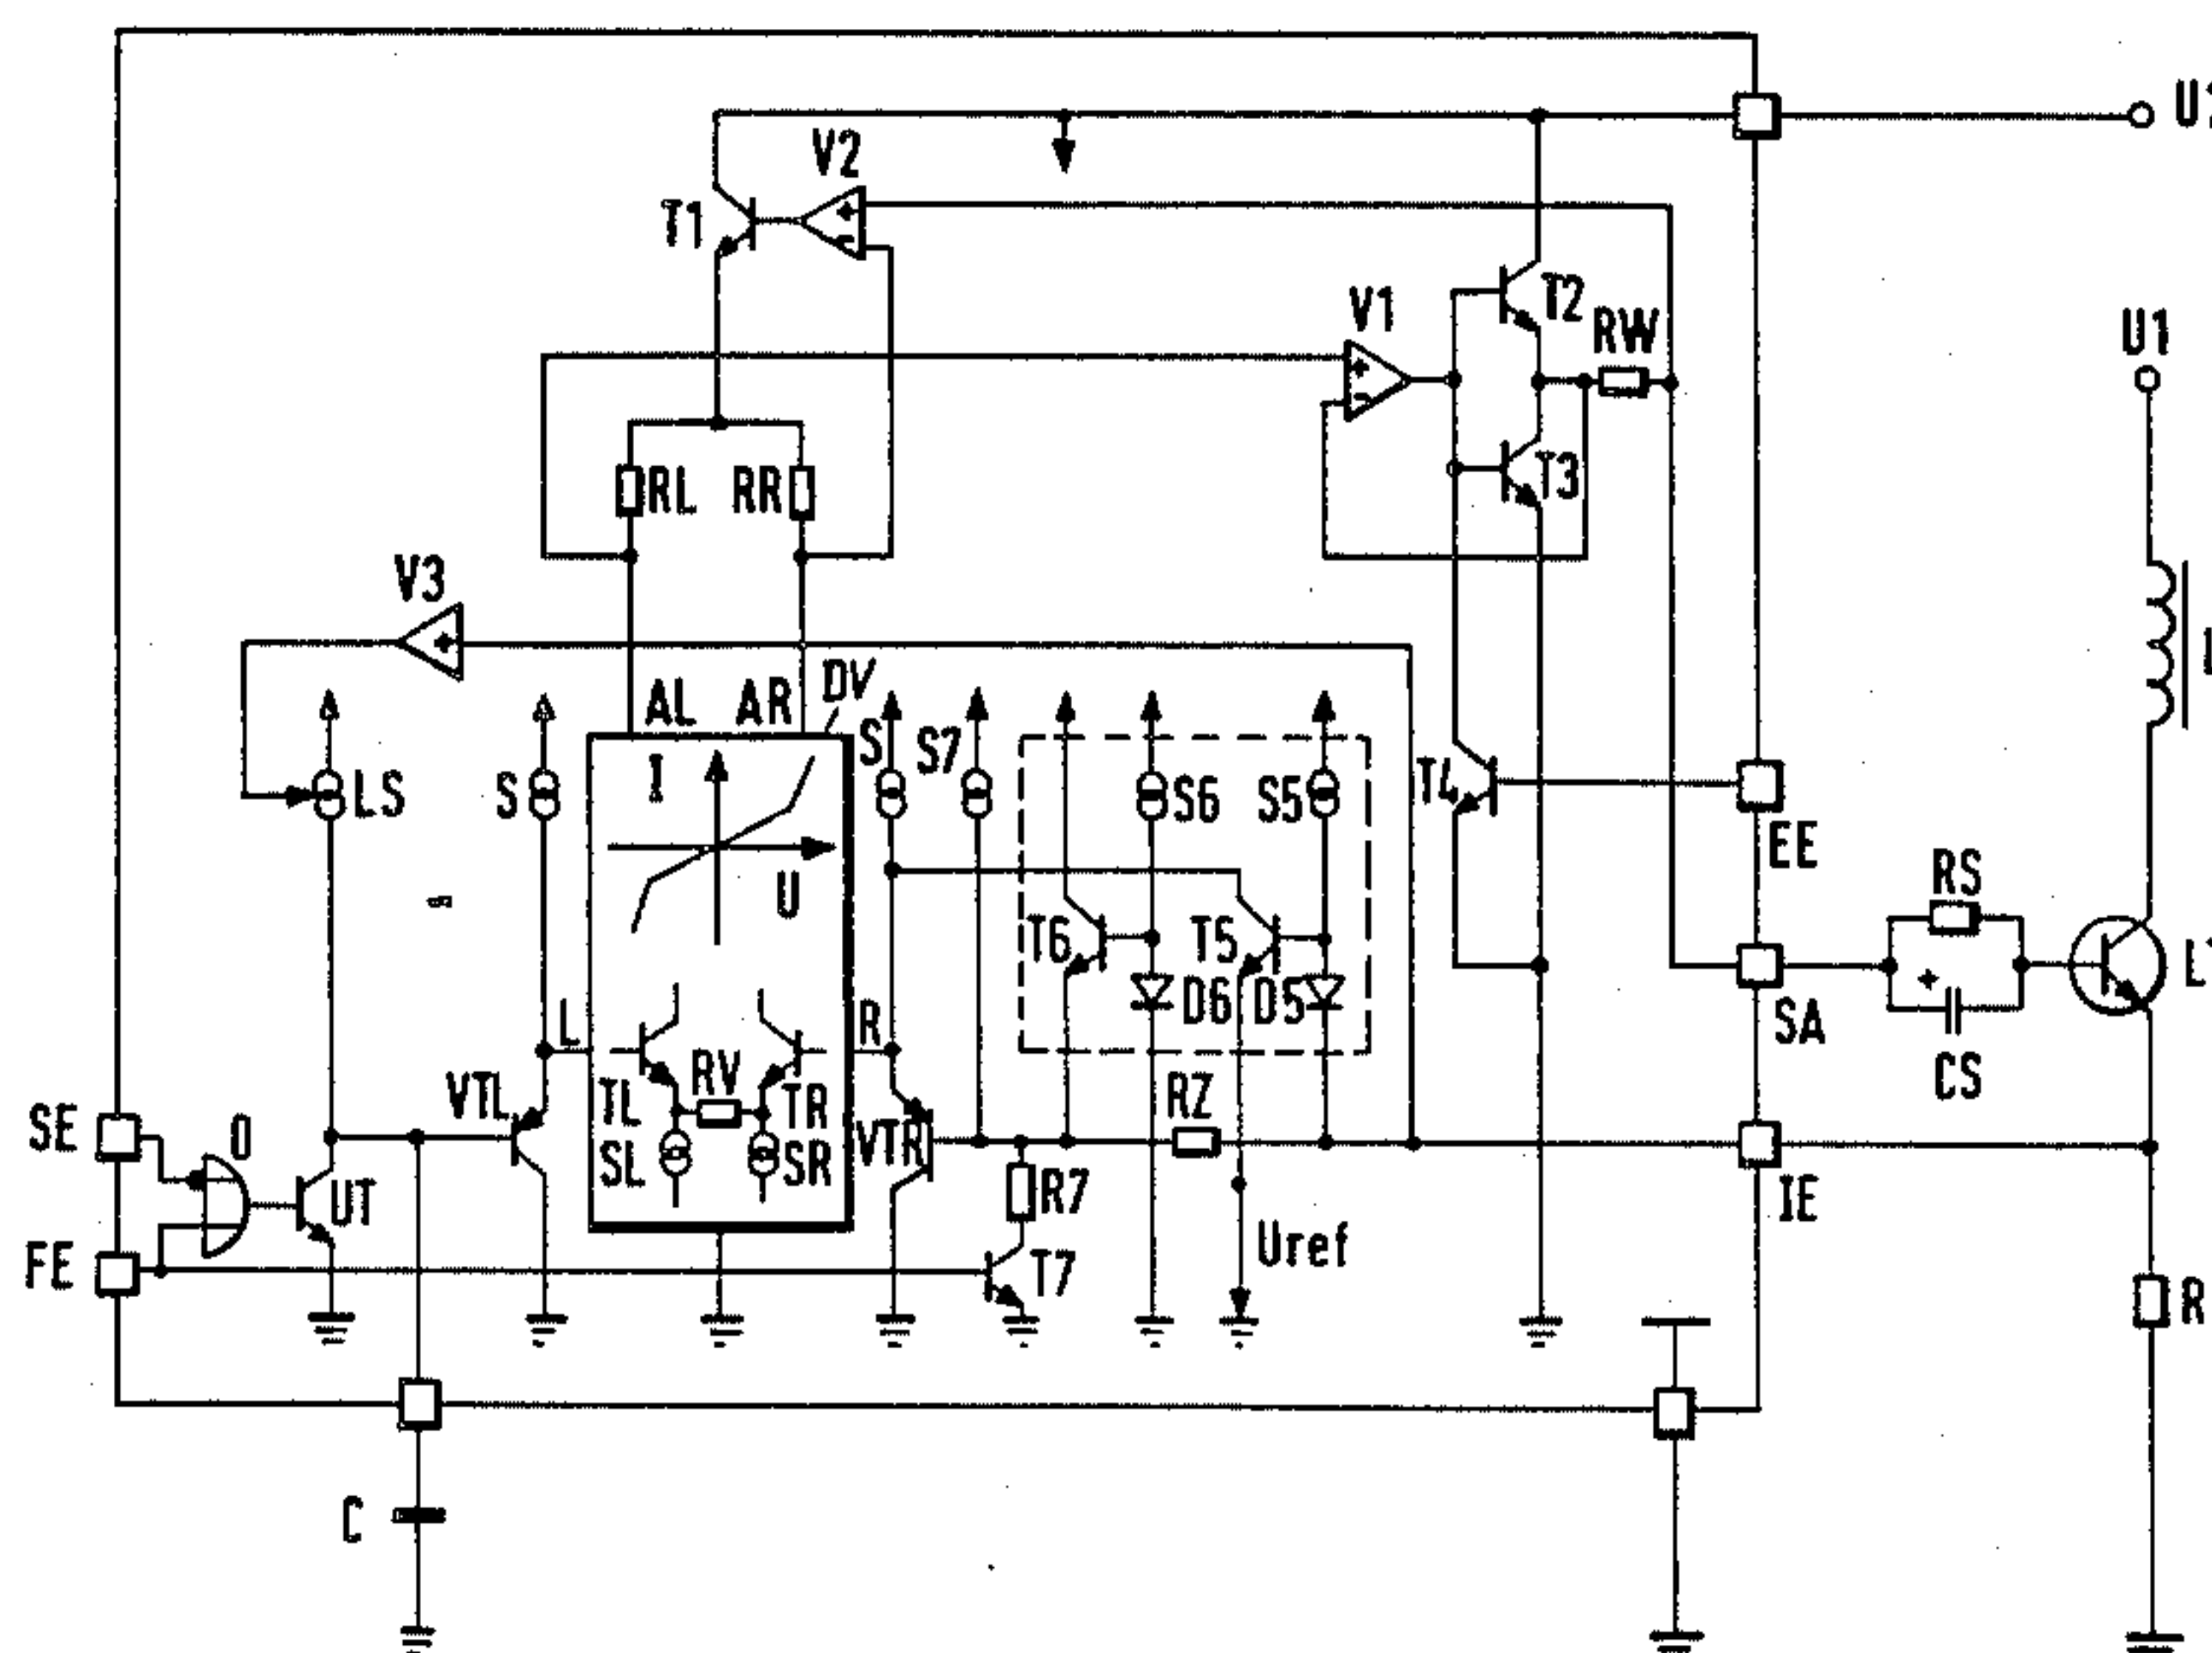 V2
T1
T2
V1
RW
U1
RL
RR
T3
V3
AL
AR
DV
I
S
S7
LS
S
S6
S5
T4
EE
U
T6
T5
RS
L
R
D6
D5
SA
CS
VTL
TL
RV
TR
VTR
RZ
SE
O
UT
SL
SR
R7
IE
FE
T7
Uref
R
C